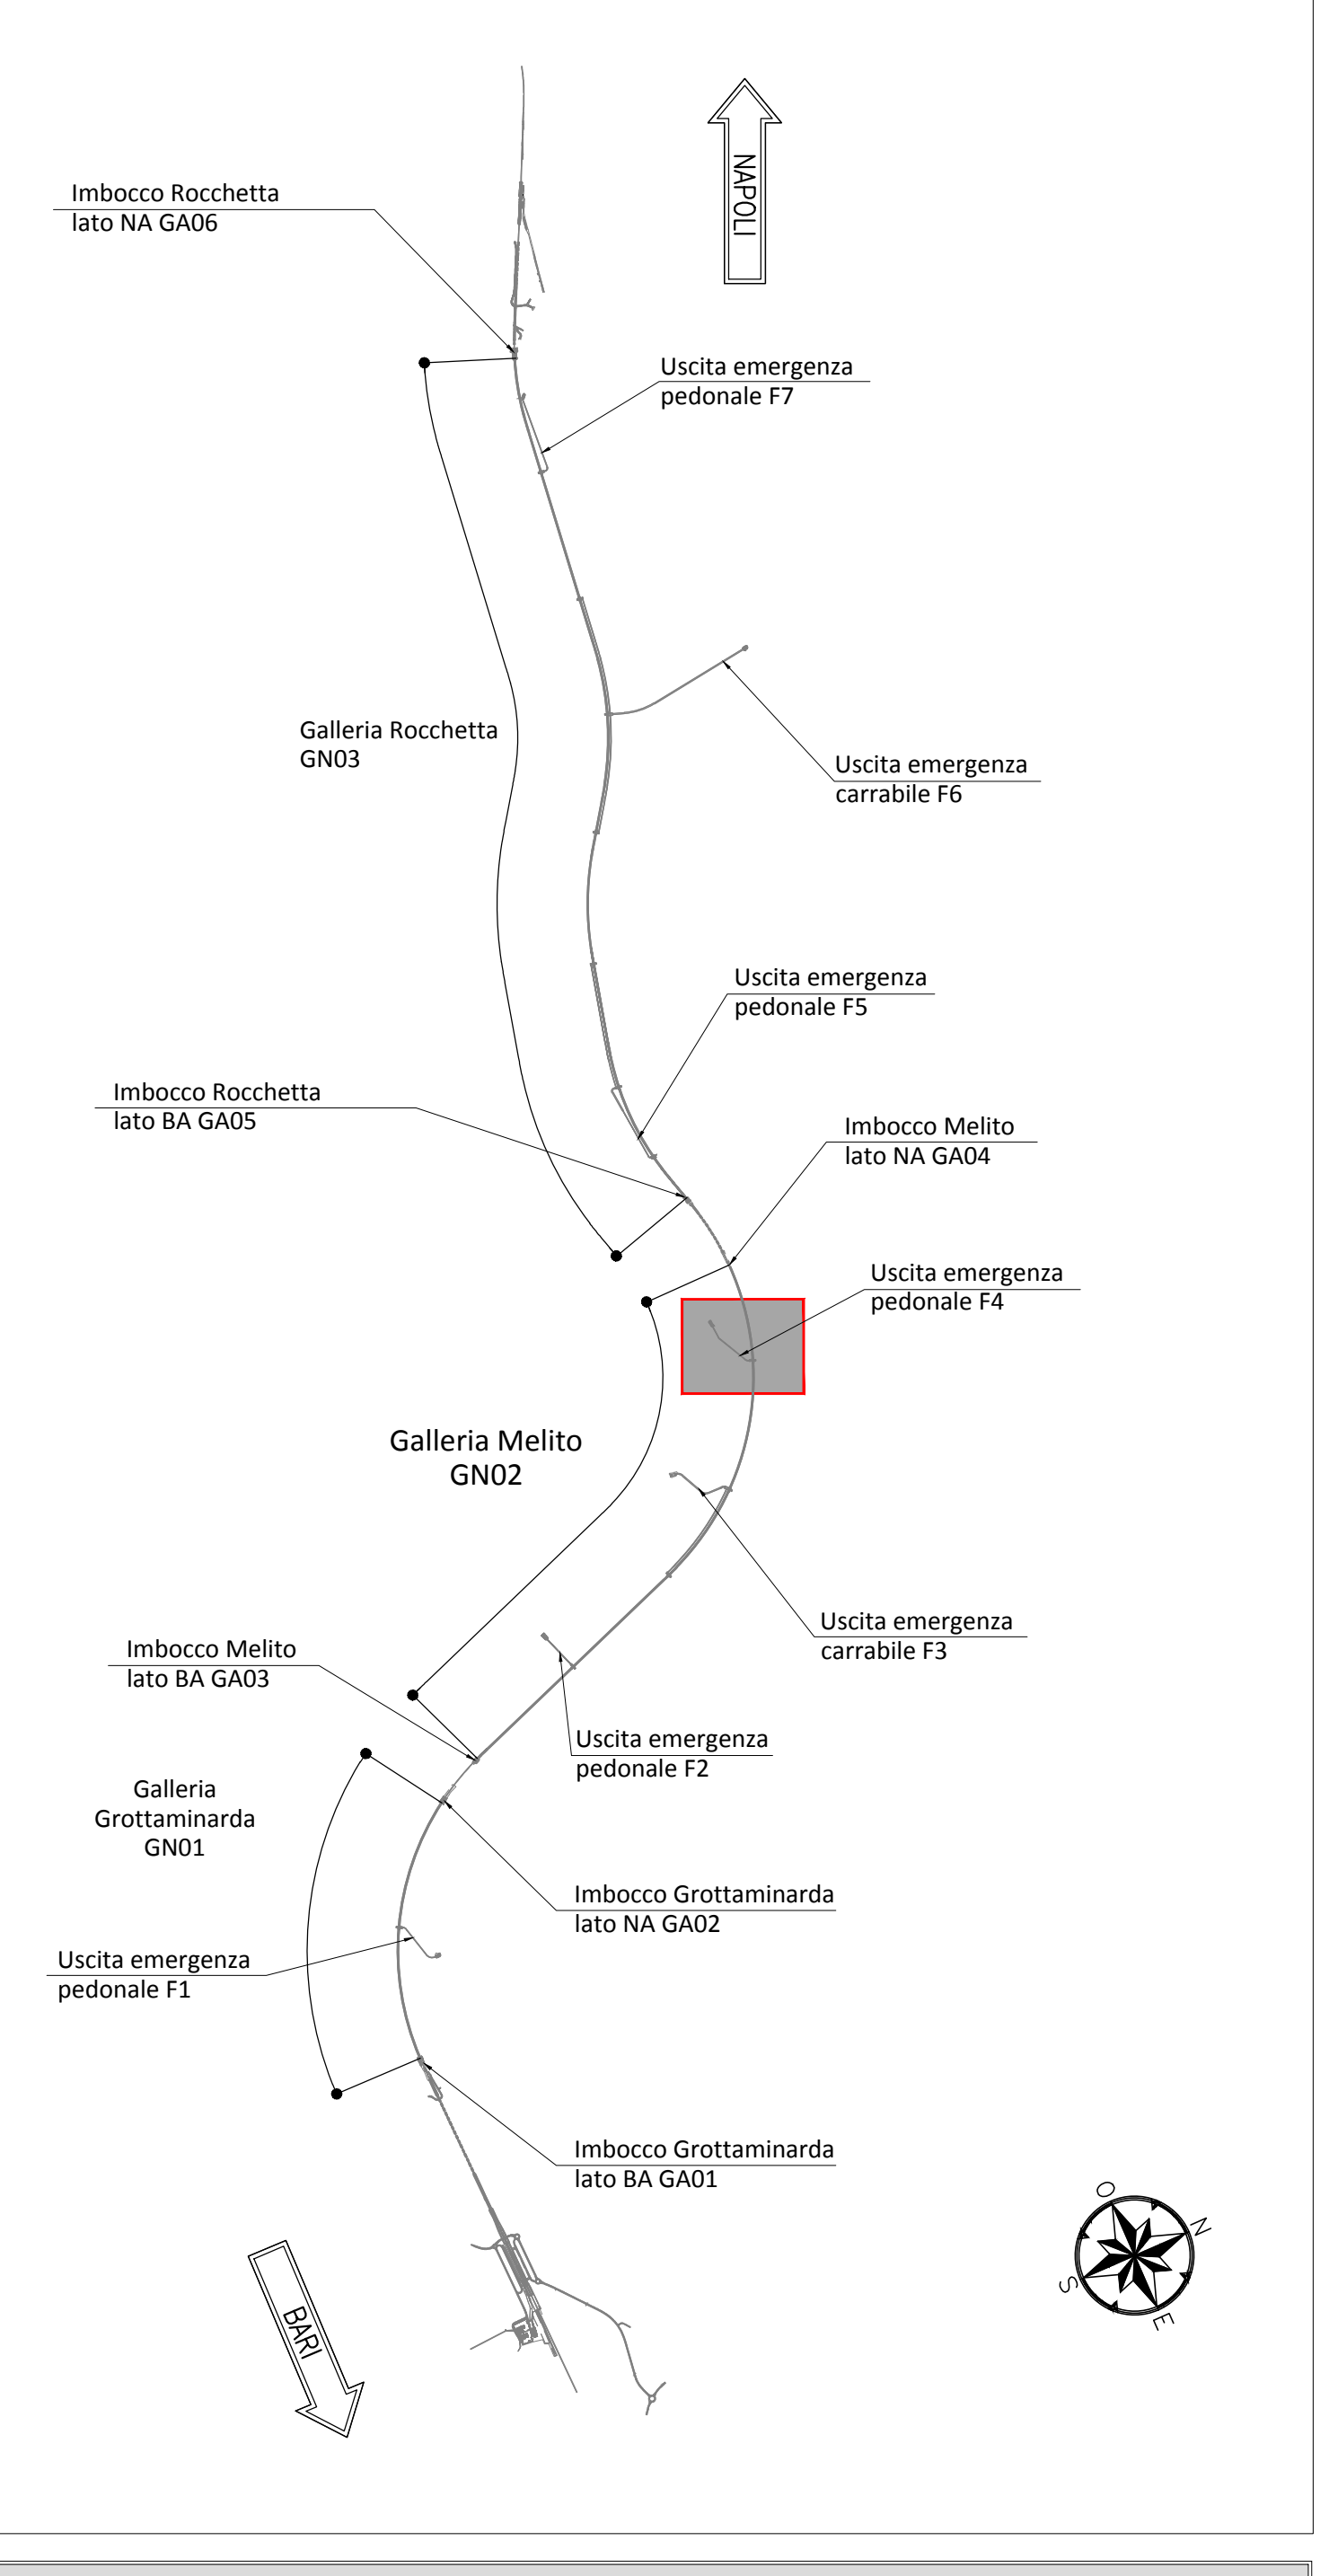 NAPOLI
Imbocco Rocchetta
lato NA GA06
Uscita emergenza
pedonale F7
Galleria Rocchetta
GN03
Uscita emergenza
carrabile F6
Uscita emergenza
pedonale F5
Imbocco Rocchetta
lato BA GA05
Imbocco Melito
lato NA GA04
Uscita emergenza
pedonale F4
Galleria Melito
GN02
Uscita emergenza
carrabile F3
Imbocco Melito
lato BA GA03
Uscita emergenza
pedonale F2
Galleria
Grottaminarda
GN01
Imbocco Grottaminarda
lato NA GA02
Uscita emergenza
pedonale F1
Imbocco Grottaminarda
lato BA GA01
O
N
S
E
BARI